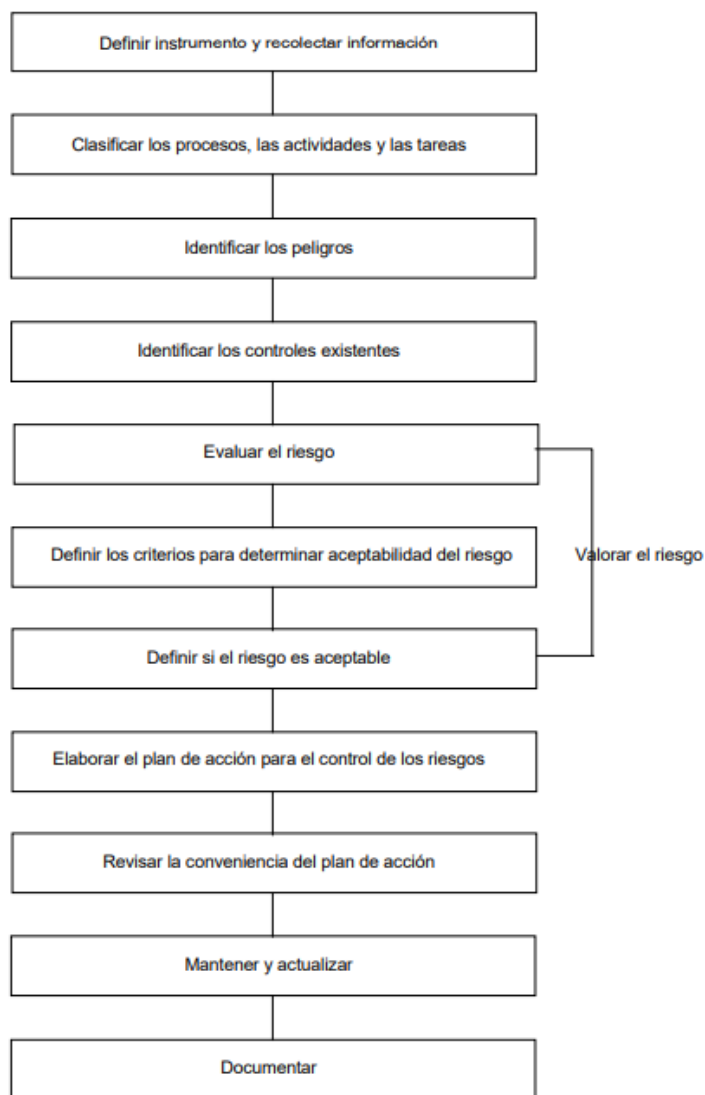 Definir instrumento y recolectar información
Clasificar los procesos, las actividades y las tareas
Identificar los peligros
Identificar los controles existentes
Evaluar el riesgo
Definir los criterios para determinar aceptabilidad del riesgo
Valorar el riesgo
Definir si el riesgo es aceptable
Elaborar el plan de acción para el control de los riesgos
Revisar la conveniencia del plan de acción
Mantener y actualizar
Documentar